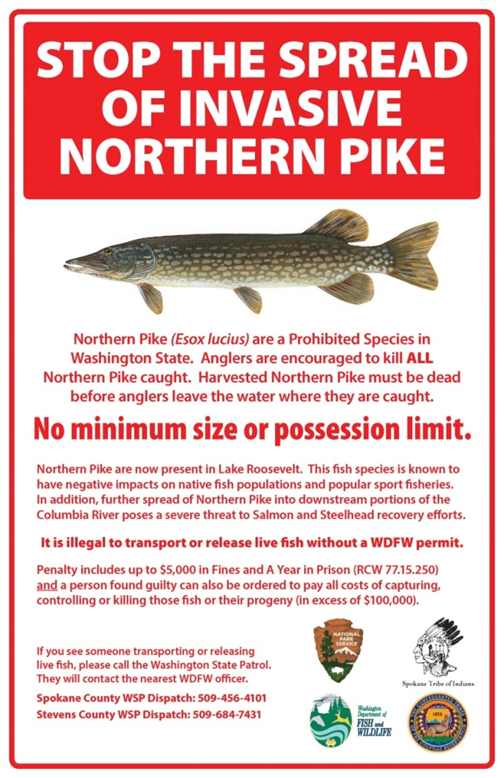 STOP THE SPREAD
OF INVASIVE
NORTHERN PIKE
Northern Pike (Esox lucius) are a Prohibited Species in
Washington State.  Anglers are encouraged to kill ALL
Northern Pike caught.  Harvested Northern Pike must be dead
before anglers leave the water where they are caught.
No minimum size or possession limit.
Northern Pike are now present in Lake Roosevelt.  This fish species is known to
have negative impacts on native fish populations and popular sport fisheries.
In addition, further spread of Northern Pike into downstream portions of the
Columbia River poses a severe threat to Salmon and Steelhead recovery efforts.
It is illegal to transport or release live fish without a WDFW permit.
Penalty includes up to $5,000 in Fines and A Year in Prison (RCW 77.15.250)
and a person found guilty can also be ordered to pay all costs of capturing,
controlling or killing those fish or their progeny (in excess of $100,000).
If you see someone transporting or releasing
live fish, please call the Washington State Patrol.
They will contact the nearest WDFW officer.
Spokane County WSP Dispatch: 509-456-4101
Stevens County WSP Dispatch: 509-684-7431
NATIONAL
PARK
SERVICE
Spokane Tribe of Indians
Washington
Department of
FISH and
WILDLIFE